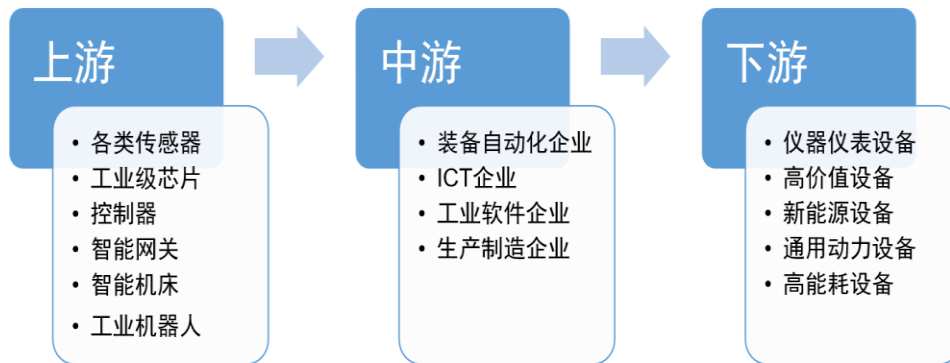 上游
• 各类传感器
• 工业级芯片
• 控制器
• 智能网关
• 智能机床
• 工业机器人
中游
• 装备自动化企业
• ICT企业
• 工业软件企业
• 生产制造企业
下游
• 仪器仪表设备
• 高价值设备
• 新能源设备
• 通用动力设备
• 高能耗设备